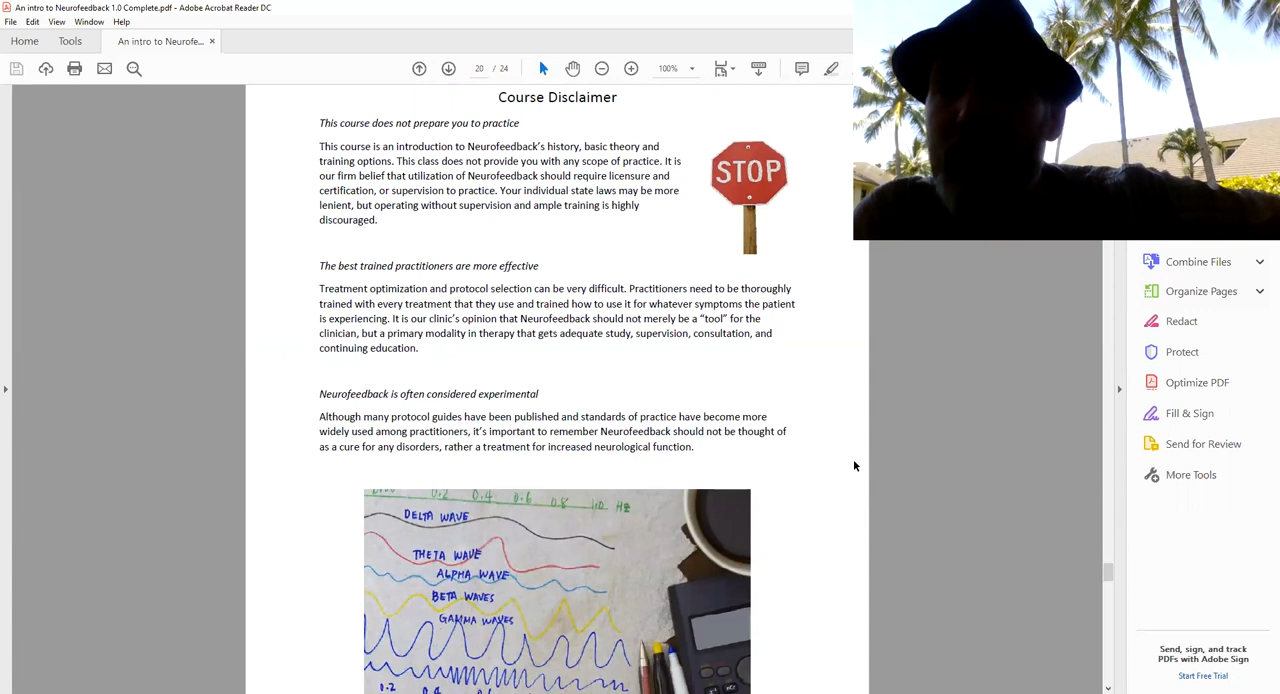 An intro to Neurofeedback 1.0 Complete.pdf - Adobe Acrobat Reader DC
File Edit View Window Help
Home Tools An intro to Neurofe... ×
20 / 24 100%
Course Disclaimer
This course does not prepare you to practice
This course is an introduction to Neurofeedback's history, basic theory and
training options. This class does not provide you with any scope of practice. It is
our firm belief that utilization of Neurofeedback should require licensure and
certification, or supervision to practice. Your individual state laws may be more
lenient, but operating without supervision and ample training is highly
discouraged.
STOP
The best trained practitioners are more effective
Treatment optimization and protocol selection can be very difficult. Practitioners need to be thoroughly
trained with every treatment that they use and trained how to use it for whatever symptoms the patient
is experiencing. It is our clinic's opinion that Neurofeedback should not merely be a “tool” for the
clinician, but a primary modality in therapy that gets adequate study, supervision, consultation, and
continuing education.
Neurofeedback is often considered experimental
Although many protocol guides have been published and standards of practice have become more
widely used among practitioners, it's important to remember Neurofeedback should not be thought of
as a cure for any disorders, rather a treatment for increased neurological function.
0.2 0.4 0.6 0.8 1.0 Hz
DELTA WAVE
THETA WAVE
ALPHA WAVE
BETA WAVES
GAMMA WAVES
0.2
Combine Files
Organize Pages
Redact
Protect
Optimize PDF
Fill & Sign
Send for Review
More Tools
Send, sign, and track
PDFs with Adobe Sign
Start Free Trial